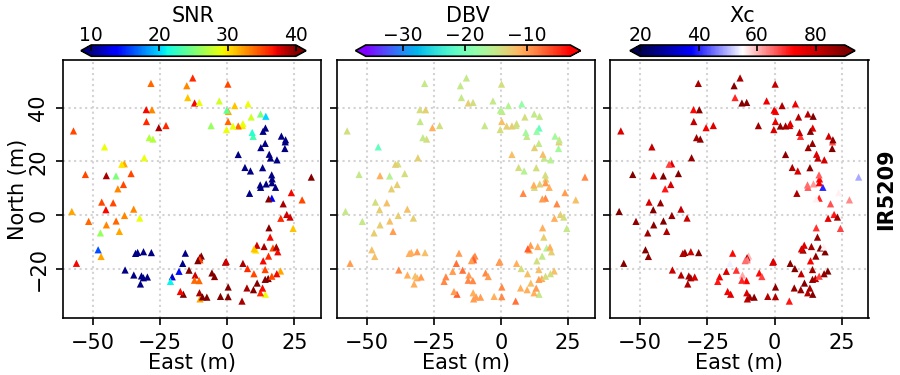 SNR DBV Xc
10 20 30 40 −30 −20 −10 20 40 60 80
40
20
0
−20
North (m)
−50 −25 0 25 −50 −25 0 25 −50 −25 0 25
East (m) East (m) East (m)
IR5209